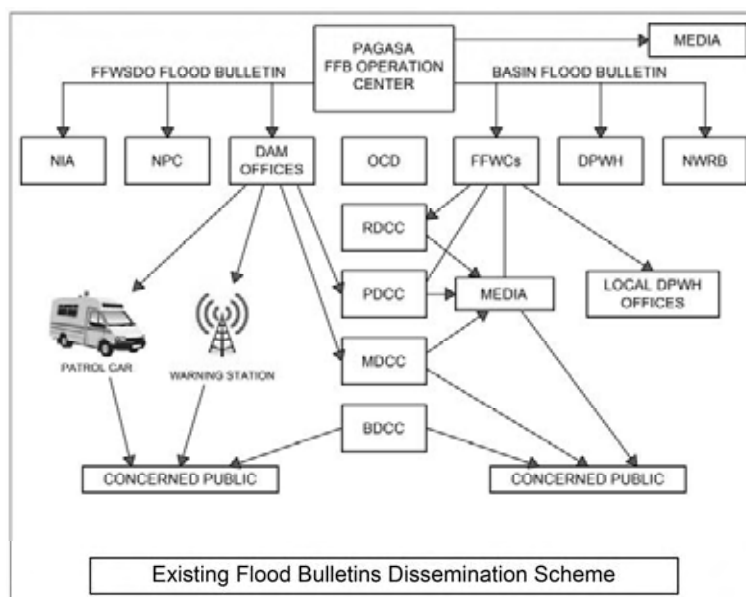 PAGASA
FFB OPERATION
CENTER
MEDIA
FFWSDO FLOOD BULLETIN
BASIN FLOOD BULLETIN
NIA
NPC
DAM
OFFICES
OCD
FFWCs
DPWH
NWRB
RDCC
PDCC
MEDIA
LOCAL DPWH
OFFICES
MDCC
PATROL CAR
WARNING STATION
BDCC
CONCERNED PUBLIC
CONCERNED PUBLIC
Existing Flood Bulletins Dissemination Scheme